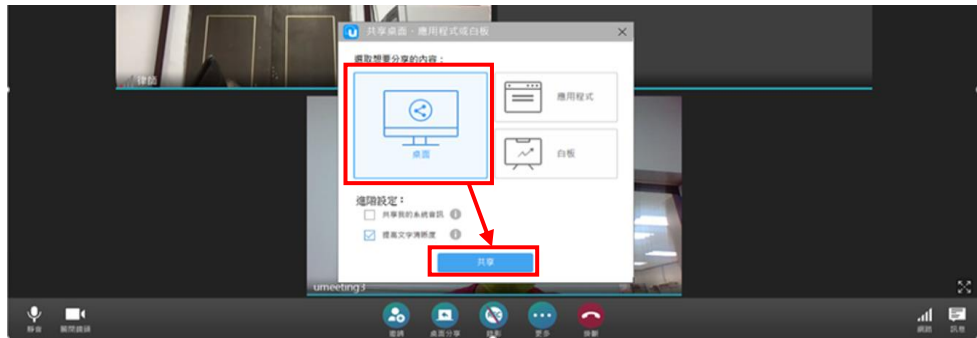 共享桌面、應用程式或白板
選取想要分享的內容：
律師
桌面
應用程式
白板
進階設定：
共享我的系統音訊
提高文字清晰度
共享
umeeting3
靜音
關閉鏡頭
邀請
桌面分享
錄影
更多
掛斷
網路
訊息